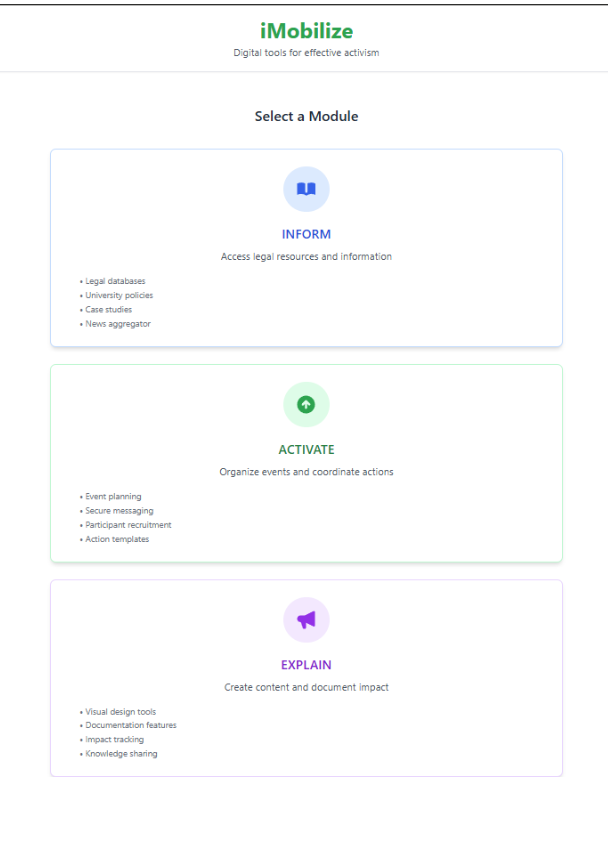 iMobilize
Digital tools for effective activism
Select a Module
INFORM
Access legal resources and information
• Legal databases
• University policies
• Case studies
• News aggregator
ACTIVATE
Organize events and coordinate actions
• Event planning
• Secure messaging
• Participant recruitment
• Action templates
EXPLAIN
Create content and document impact
• Visual design tools
• Documentation features
• Impact tracking
• Knowledge sharing